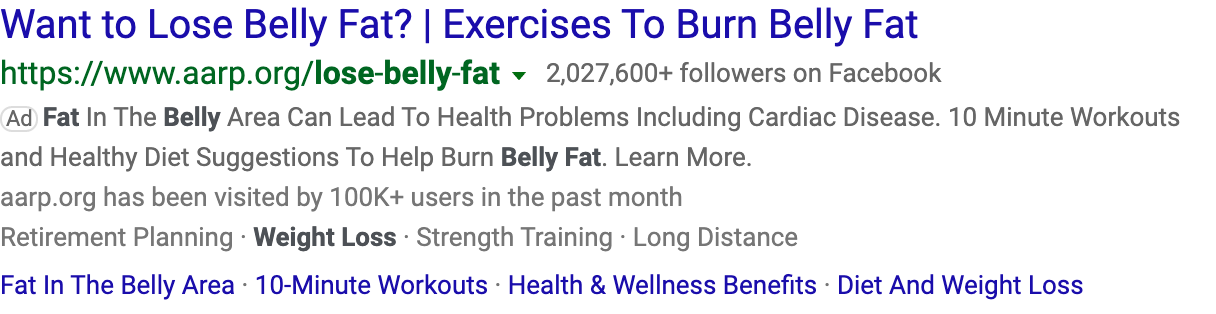 Want to Lose Belly Fat? | Exercises To Burn Belly Fat
https://www.aarp.org/lose-belly-fat 2,027,600+ followers on Facebook
Ad Fat In The Belly Area Can Lead To Health Problems Including Cardiac Disease. 10 Minute Workouts
and Healthy Diet Suggestions To Help Burn Belly Fat. Learn More.
aarp.org has been visited by 100K+ users in the past month
Retirement Planning · Weight Loss · Strength Training · Long Distance
Fat In The Belly Area · 10-Minute Workouts · Health & Wellness Benefits · Diet And Weight Loss